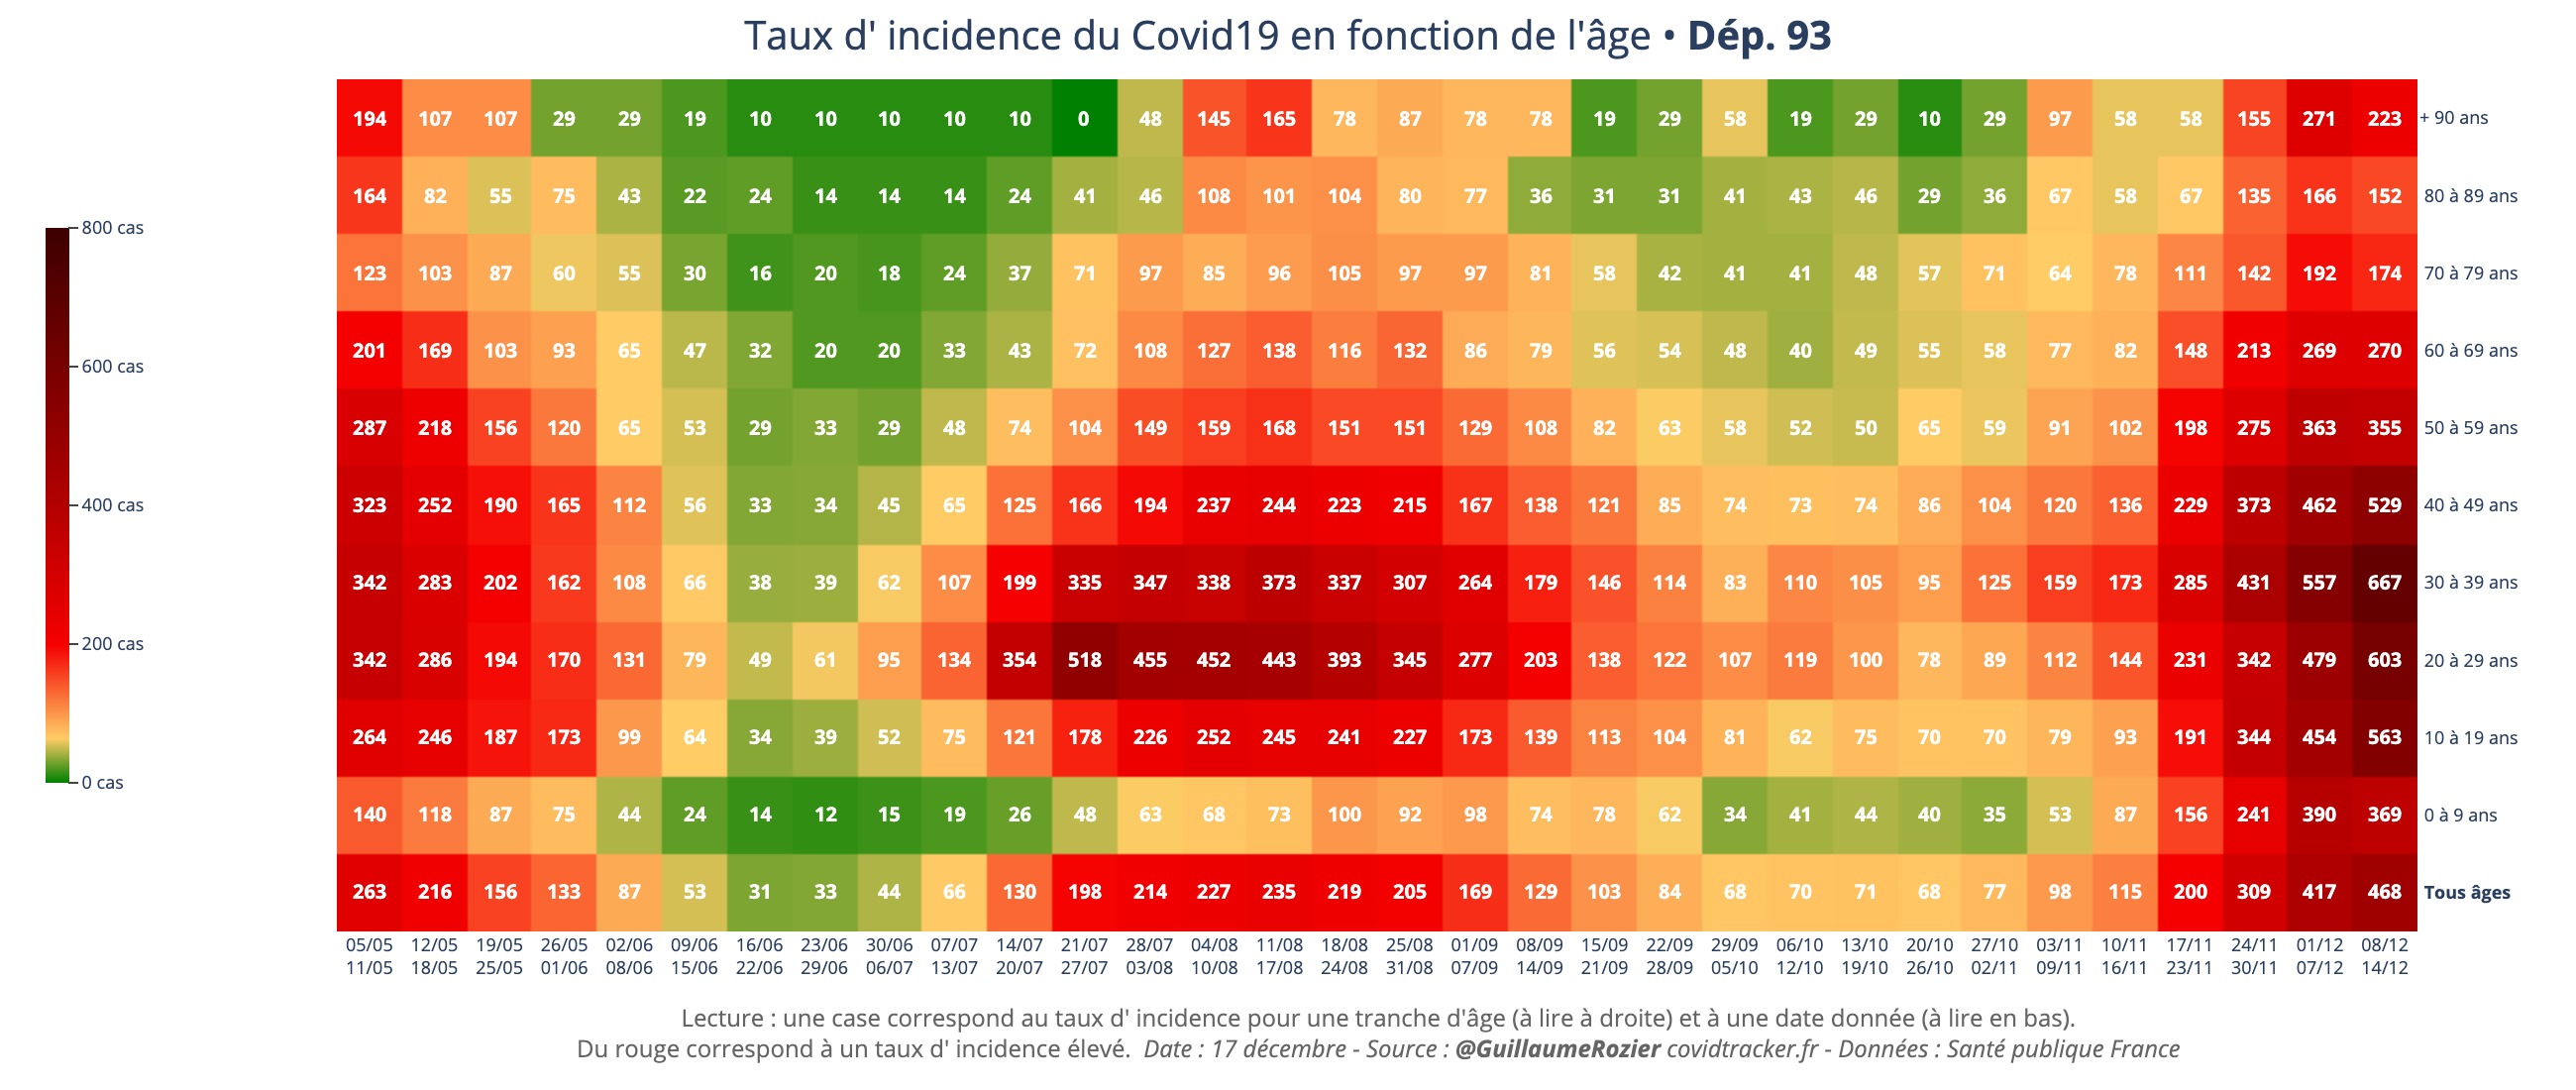 Taux d' incidence du Covid19 en fonction de l'âge • Dép. 93
800 cas
600 cas
400 cas
200 cas
0 cas
194 107 107 29 29 19 10 10 10 10 10 0 48 145 165 78 87 78 78 19 29 58 19 29 10 29 97 58 58 155 271 223 + 90 ans
164 82 55 75 43 22 24 14 14 14 24 41 46 108 101 104 80 77 36 31 31 41 43 46 29 36 67 58 67 135 166 152 80 à 89 ans
123 103 87 60 55 30 16 20 18 24 37 71 97 85 96 105 97 97 81 58 42 41 41 48 57 71 64 78 111 142 192 174 70 à 79 ans
201 169 103 93 65 47 32 20 20 33 43 72 108 127 138 116 132 86 79 56 54 48 40 49 55 58 77 82 148 213 269 270 60 à 69 ans
287 218 156 120 65 53 29 33 29 48 74 104 149 159 168 151 151 129 108 82 63 58 52 50 65 59 91 102 198 275 363 355 50 à 59 ans
323 252 190 165 112 56 33 34 45 65 125 166 194 237 244 223 215 167 138 121 85 74 73 74 86 104 120 136 229 373 462 529 40 à 49 ans
342 283 202 162 108 66 38 39 62 107 199 335 347 338 373 337 307 264 179 146 114 83 110 105 95 125 159 173 285 431 557 667 30 à 39 ans
342 286 194 170 131 79 49 61 95 134 354 518 455 452 443 393 345 277 203 138 122 107 119 100 78 89 112 144 231 342 479 603 20 à 29 ans
264 246 187 173 99 64 34 39 52 75 121 178 226 252 245 241 227 173 139 113 104 81 62 75 70 70 79 93 191 344 454 563 10 à 19 ans
140 118 87 75 44 24 14 12 15 19 26 48 63 68 73 100 92 98 74 78 62 34 41 44 40 35 53 87 156 241 390 369 0 à 9 ans
263 216 156 133 87 53 31 33 44 66 130 198 214 227 235 219 205 169 129 103 84 68 70 71 68 77 98 115 200 309 417 468 Tous âges
05/05 12/05 19/05 26/05 02/06 09/06 16/06 23/06 30/06 07/07 14/07 21/07 28/07 04/08 11/08 18/08 25/08 01/09 08/09 15/09 22/09 29/09 06/10 13/10 20/10 27/10 03/11 10/11 17/11 24/11 01/12 08/12
11/05 18/05 25/05 01/06 08/06 15/06 22/06 29/06 06/07 13/07 20/07 27/07 03/08 10/08 17/08 24/08 31/08 07/09 14/09 21/09 28/09 05/10 12/10 19/10 26/10 02/11 09/11 16/11 23/11 30/11 07/12 14/12
Lecture : une case correspond au taux d' incidence pour une tranche d'âge (à lire à droite) et à une date donnée (à lire en bas).
Du rouge correspond à un taux d' incidence élevé. Date : 17 décembre - Source : @GuillaumeRozier covidtracker.fr - Données : Santé publique France